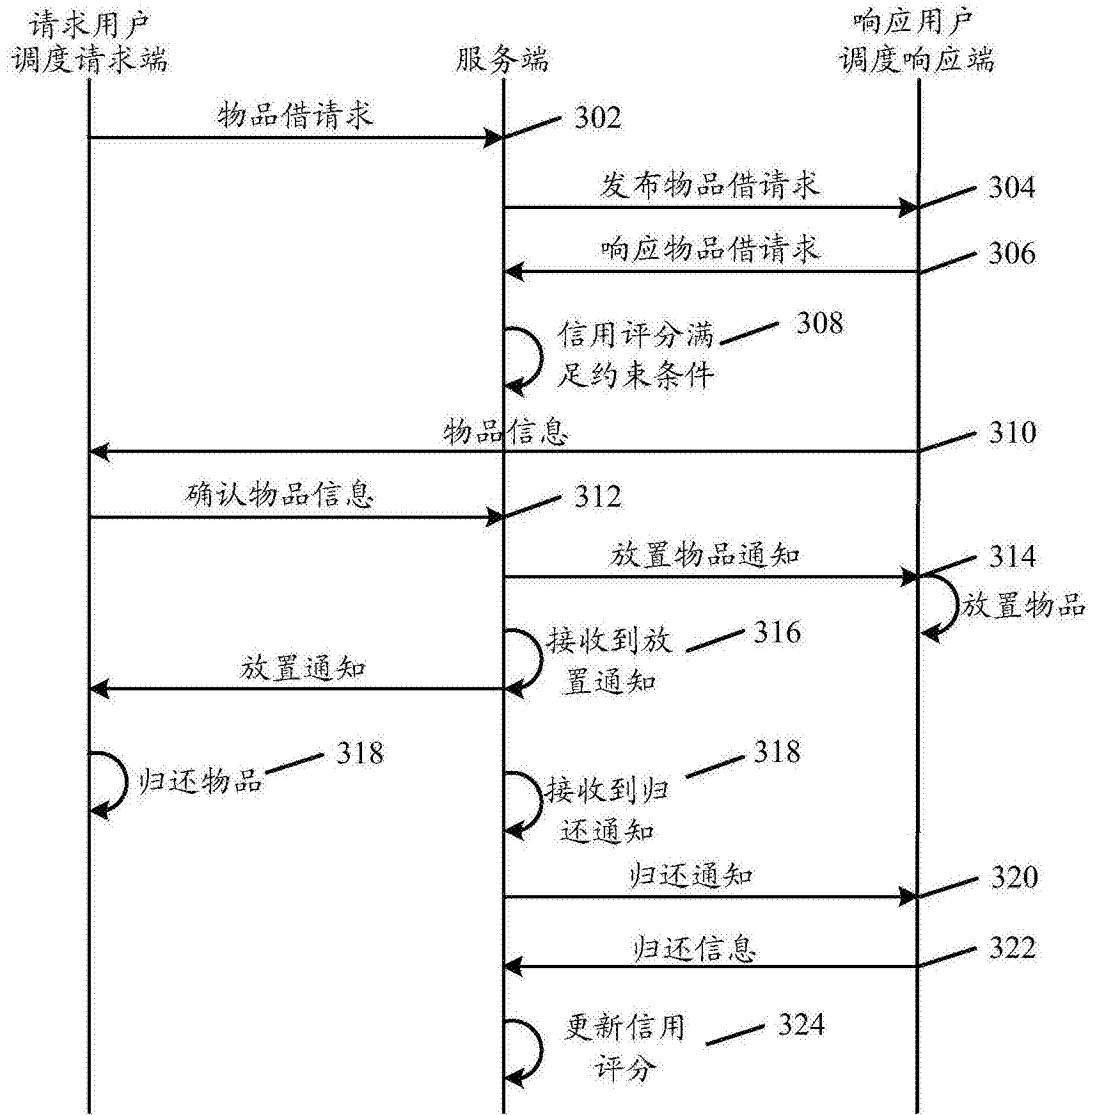 请求用户
调度请求端
服务端
响应用户
调度响应端
物品借请求
302
发布物品借请求
304
响应物品借请求
306
信用评分满
足约束条件
308
物品信息
310
确认物品信息
312
放置物品通知
314
放置物品
接收到放
置通知
316
放置通知
归还物品
318
接收到归
还通知
318
归还通知
320
归还信息
322
更新信用
评分
324